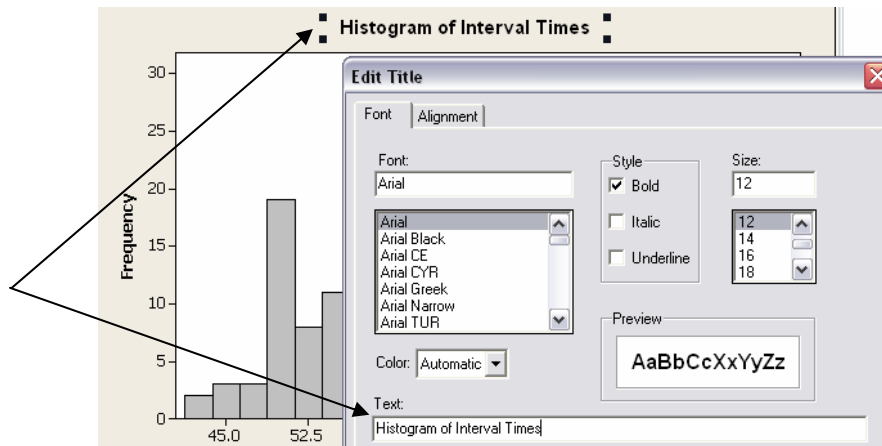 Histogram of Interval Times
30
25
20
15
10
5
0
Frequency
45.0 52.5
Edit Title
Font Alignment
Font:
Arial
Arial
Arial Black
Arial CE
Arial CYR
Arial Greek
Arial Narrow
Arial TUR
Style
Bold
Italic
Underline
Size:
12
12
14
16
18
Color: Automatic
Preview
AaBbCcXxYyZz
Text:
Histogram of Interval Times